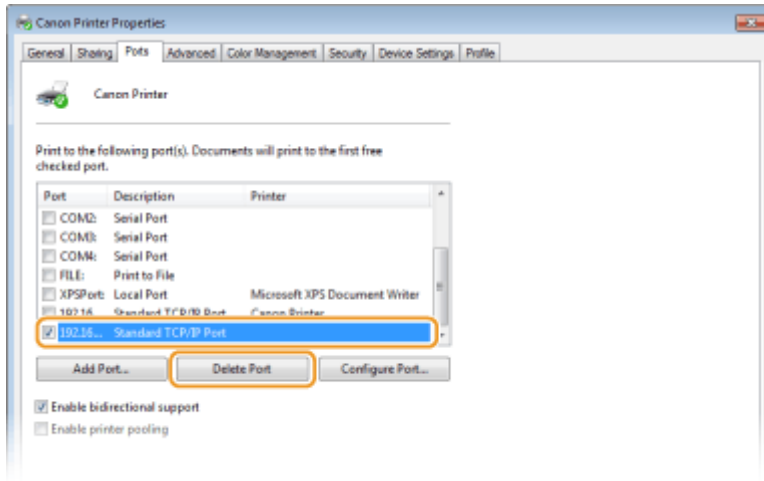 Canon Printer Properties
General Sharing Ports Advanced Color Management Security Device Settings Profile
Canon Printer
Print to the following port(s). Documents will print to the first free
checked port.
Port Description Printer
COM2: Serial Port
COM3: Serial Port
COM4: Serial Port
FILE: Print to File
XPSPort: Local Port Microsoft XPS Document Writer
192.16... Standard TCP/IP Port Canon Printer
192.16... Standard TCP/IP Port
Add Port... Delete Port Configure Port...
Enable bidirectional support
Enable printer pooling